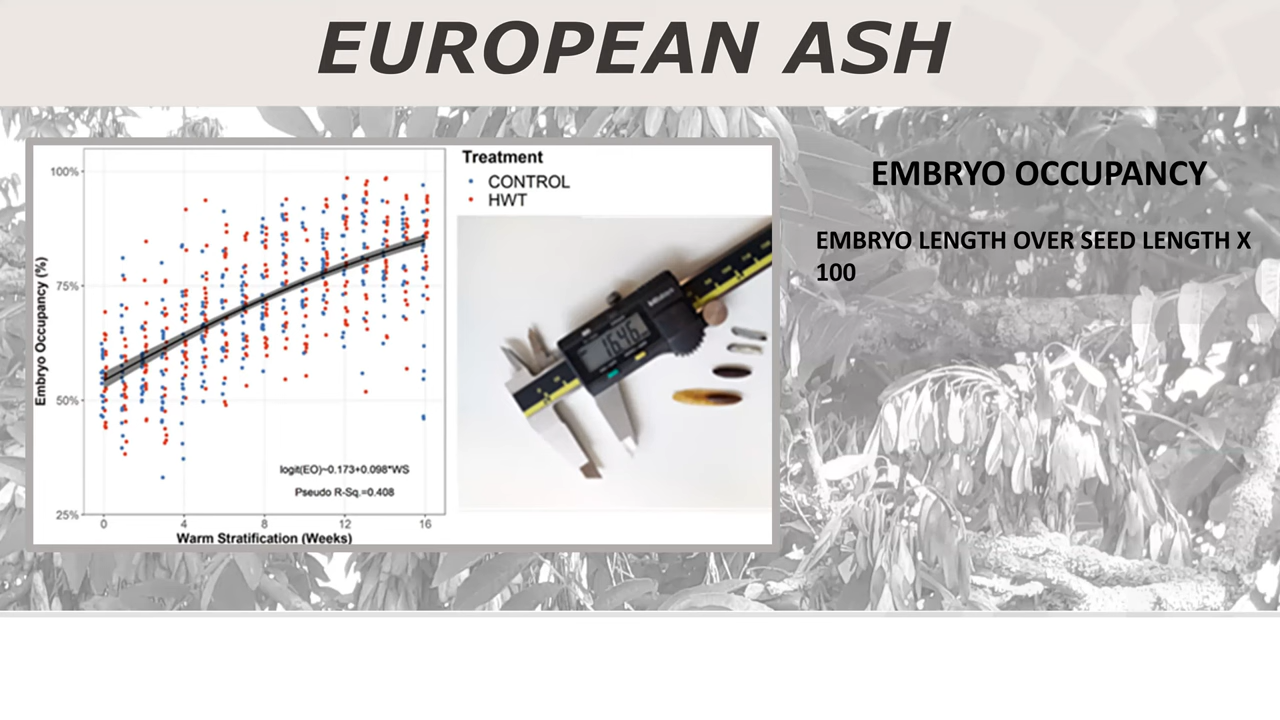 EUROPEAN ASH
EMBRYO OCCUPANCY
EMBRYO LENGTH OVER SEED LENGTH X
100
Treatment
CONTROL
HWT
100%
75%
50%
25%
Embryo Occupancy (%)
logit(EO)~0.173+0.098*WS
Pseudo R-Sq.=0.408
0 4 8 12 16
Warm Stratification (Weeks)
16.46
Mitutoyo